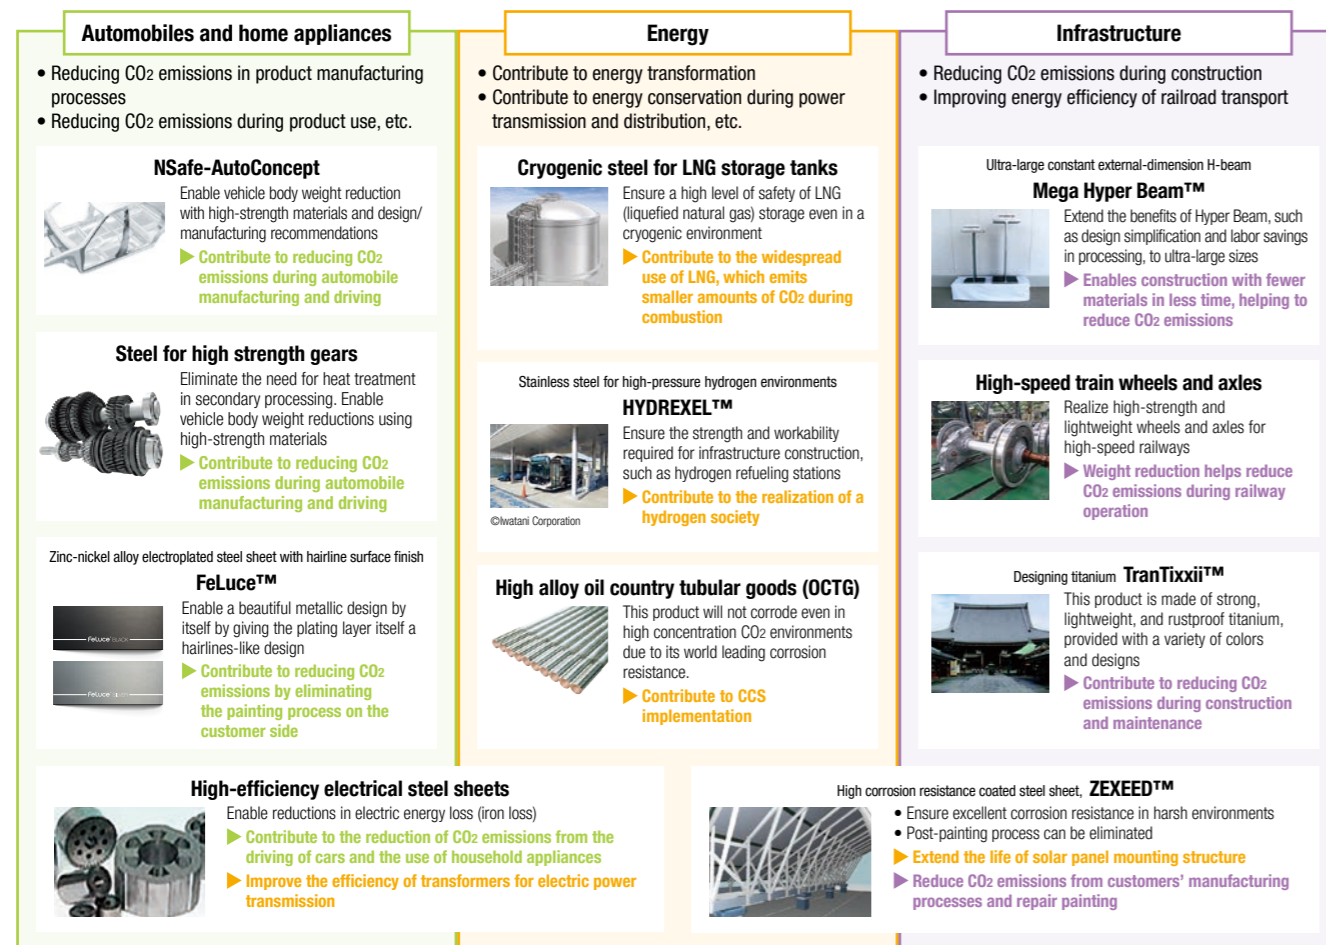 Automobiles and home appliances
• Reducing CO2 emissions in product manufacturing
processes
• Reducing CO2 emissions during product use, etc.
NSafe-AutoConcept
Enable vehicle body weight reduction
with high-strength materials and design/
manufacturing recommendations
▶ Contribute to reducing CO2
emissions during automobile
manufacturing and driving
Steel for high strength gears
Eliminate the need for heat treatment
in secondary processing. Enable
vehicle body weight reductions using
high-strength materials
▶ Contribute to reducing CO2
emissions during automobile
manufacturing and driving
Zinc-nickel alloy electroplated steel sheet with hairline surface finish
FeLuce™
FeLuce BLACK
FeLuce
Enable a beautiful metallic design by
itself by giving the plating layer itself a
hairlines-like design
▶ Contribute to reducing CO2
emissions by eliminating
the painting process on the
customer side
Energy
• Contribute to energy transformation
• Contribute to energy conservation during power
transmission and distribution, etc.
Cryogenic steel for LNG storage tanks
Ensure a high level of safety of LNG
(liquefied natural gas) storage even in a
cryogenic environment
▶ Contribute to the widespread
use of LNG, which emits
smaller amounts of CO2 during
combustion
Stainless steel for high-pressure hydrogen environments
HYDREXEL™
Ensure the strength and workability
required for infrastructure construction,
such as hydrogen refueling stations
▶ Contribute to the realization of a
hydrogen society
©Iwatani Corporation
High alloy oil country tubular goods (OCTG)
This product will not corrode even in
high concentration CO2 environments
due to its world leading corrosion
resistance.
▶ Contribute to CCS
implementation
Infrastructure
• Reducing CO2 emissions during construction
• Improving energy efficiency of railroad transport
Ultra-large constant external-dimension H-beam
Mega Hyper Beam™
Extend the benefits of Hyper Beam, such
as design simplification and labor savings
in processing, to ultra-large sizes
▶ Enables construction with fewer
materials in less time, helping to
reduce CO2 emissions
High-speed train wheels and axles
Realize high-strength and
lightweight wheels and axles for
high-speed railways
▶ Weight reduction helps reduce
CO2 emissions during railway
operation
Designing titanium TranTixxii™
This product is made of strong,
lightweight, and rustproof titanium,
provided with a variety of colors
and designs
▶ Contribute to reducing CO2
emissions during construction
and maintenance
High-efficiency electrical steel sheets
Enable reductions in electric energy loss (iron loss)
▶ Contribute to the reduction of CO2 emissions from the
driving of cars and the use of household appliances
▶ Improve the efficiency of transformers for electric power
transmission
High corrosion resistance coated steel sheet, ZEXEED™
• Ensure excellent corrosion resistance in harsh environments
• Post-painting process can be eliminated
▶ Extend the life of solar panel mounting structure
▶ Reduce CO2 emissions from customers’ manufacturing
processes and repair painting